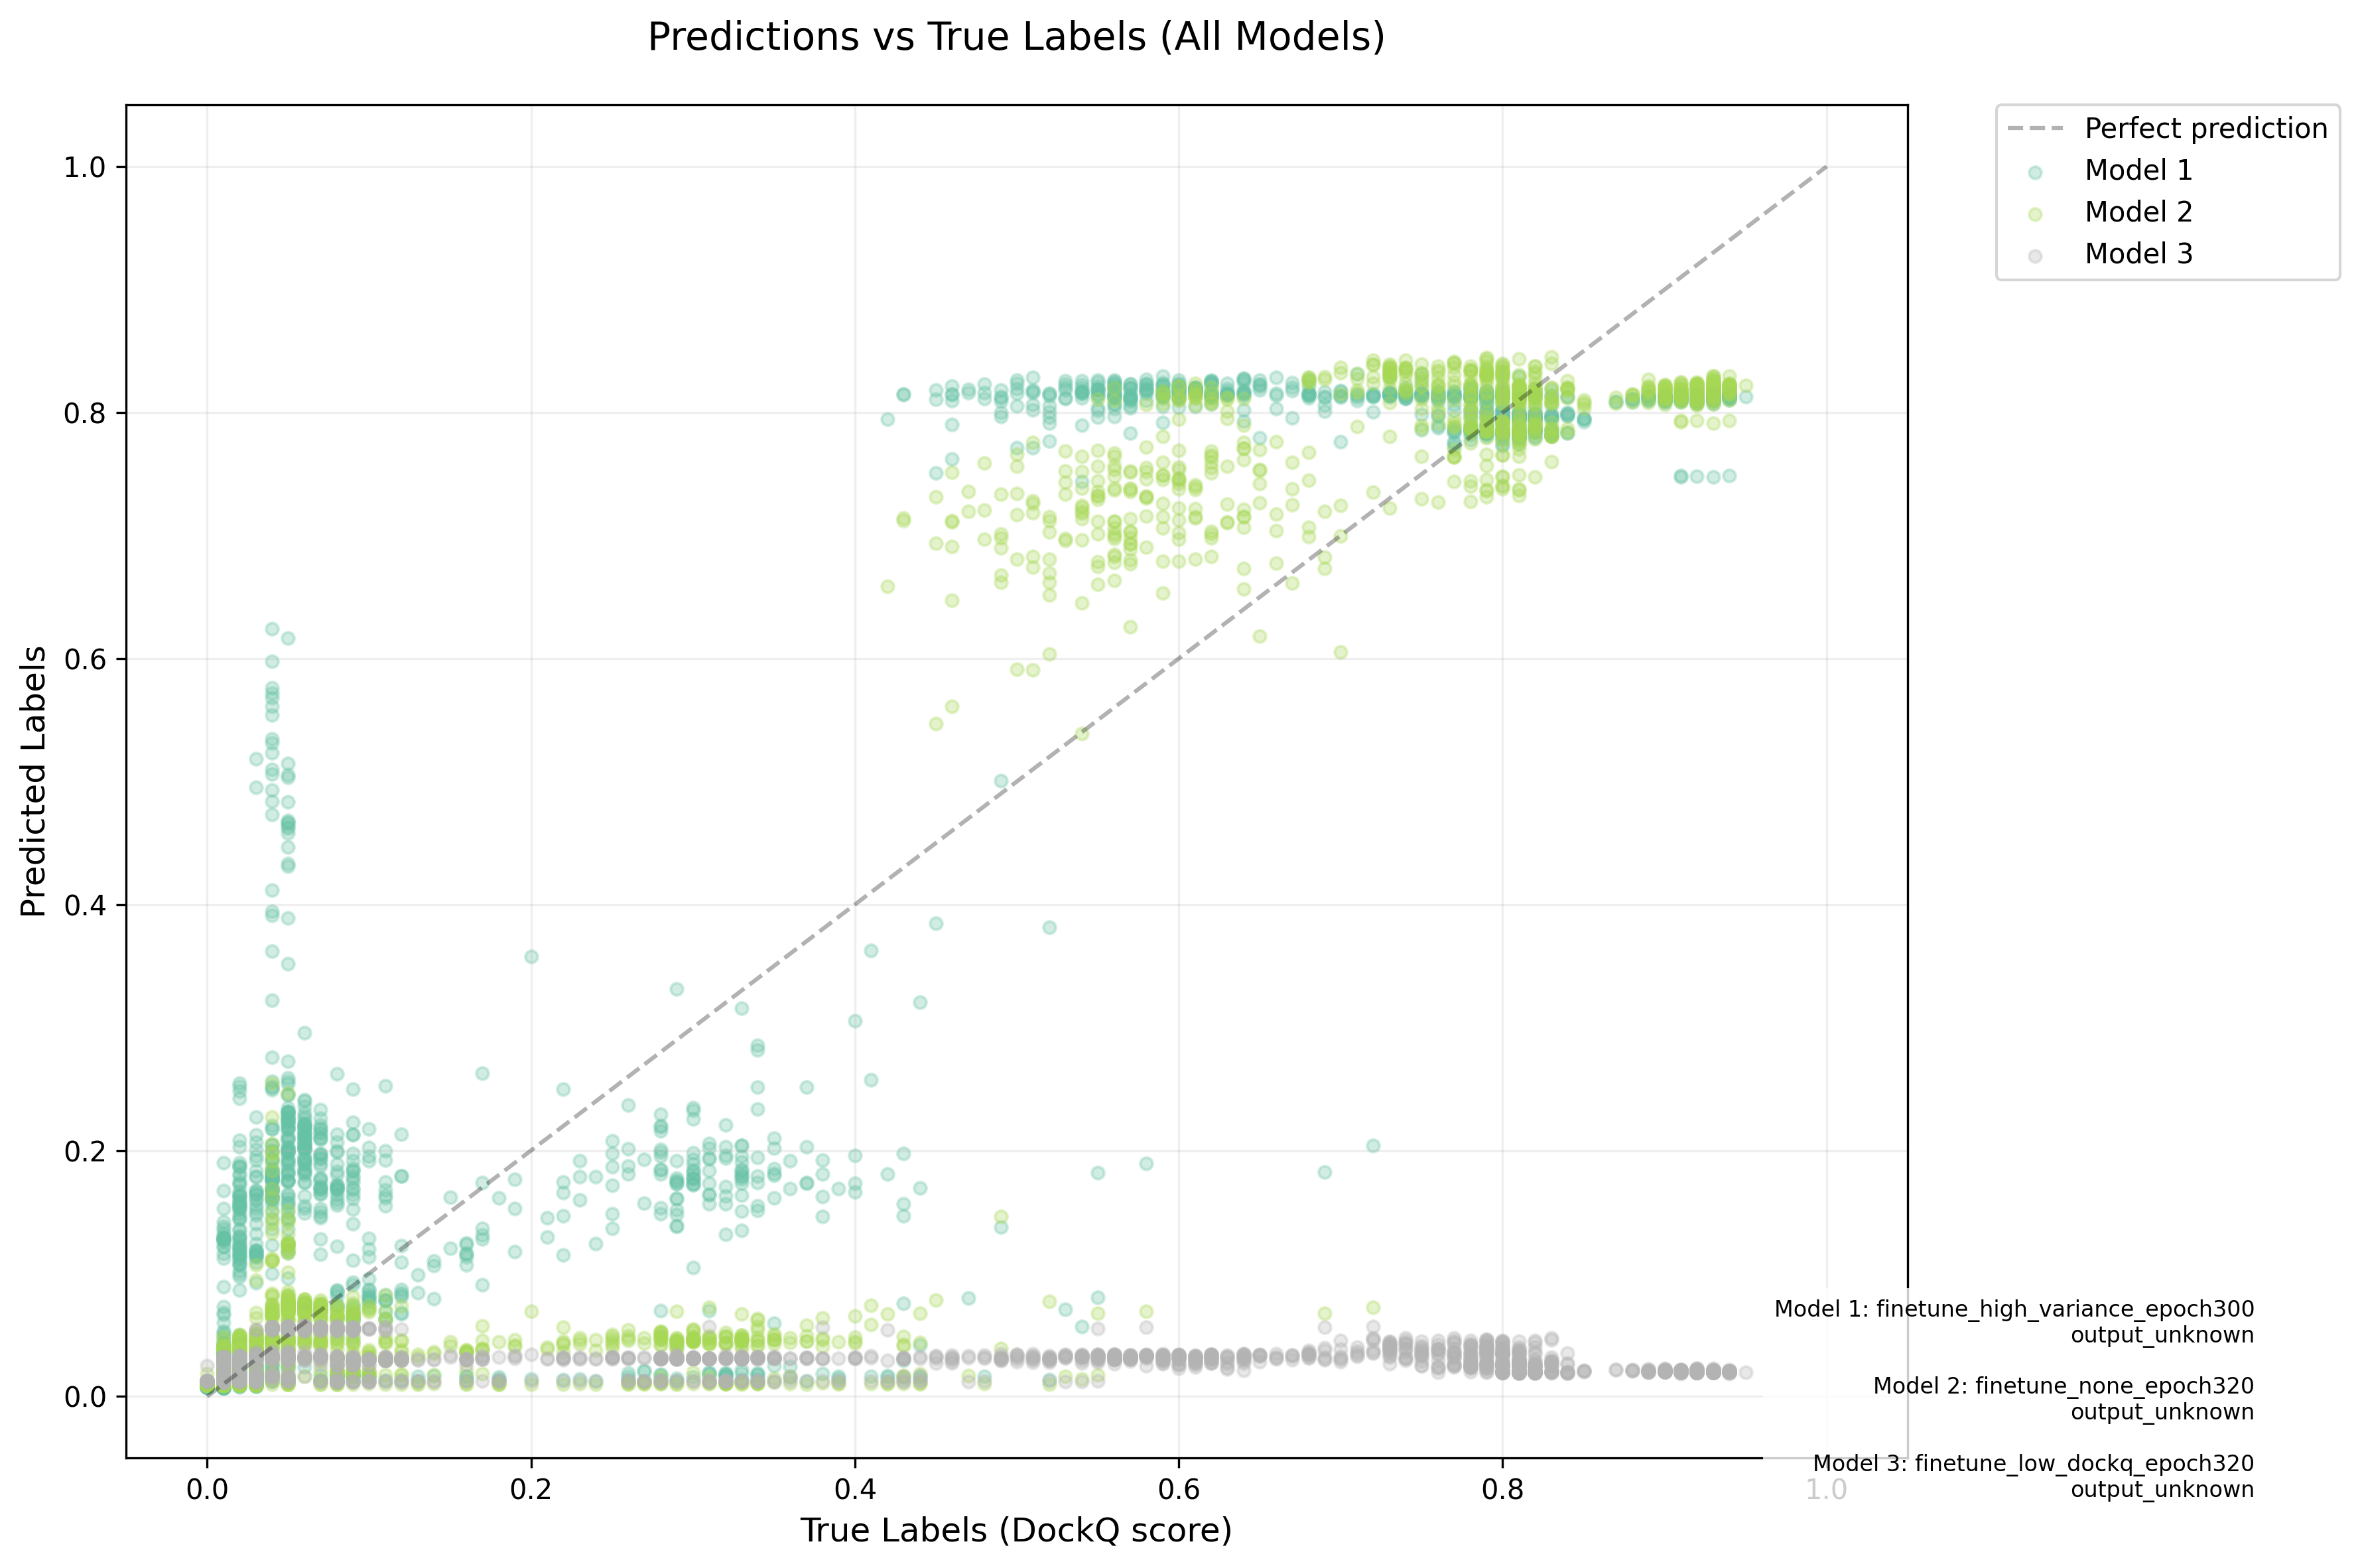 Predictions vs True Labels (All Models)
Perfect prediction
Model 1
Model 2
Model 3
Predicted Labels
1.0
0.8
0.6
0.4
0.2
0.0
0.0 0.2 0.4 0.6 0.8 1.0
True Labels (DockQ score)
Model 1: finetune_high_variance_epoch300
output_unknown
Model 2: finetune_none_epoch320
output_unknown
Model 3: finetune_low_dockq_epoch320
output_unknown